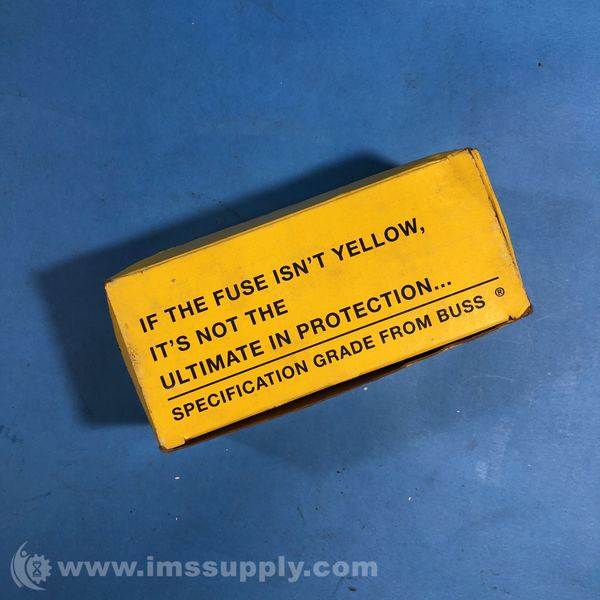 IF THE FUSE ISN'T YELLOW,
IT'S NOT THE
ULTIMATE IN PROTECTION...
SPECIFICATION GRADE FROM BUSS ®
www.imssupply.com